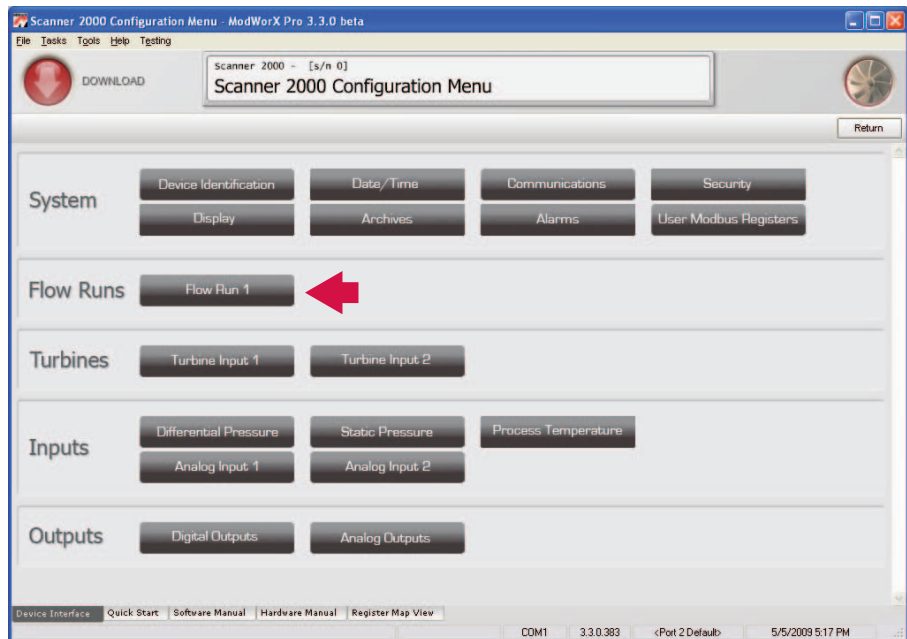 Scanner 2000 Configuration Menu - ModWorX Pro 3.3.0 beta
File Tasks Tools Help Testing
DOWNLOAD
Scanner 2000 - [s/n 0]
Scanner 2000 Configuration Menu
Return
System
Device Identification Date/Time Communications Security
Display Archives Alarms User Modbus Registers
Flow Runs Flow Run 1
Turbines Turbine Input 1 Turbine Input 2
Inputs
Differential Pressure Static Pressure Process Temperature
Analog Input 1 Analog Input 2
Outputs Digital Outputs Analog Outputs
Device Interface Quick Start Software Manual Hardware Manual Register Map View
COM1 3.3.0.383 <Port 2 Default> 5/5/2009 5:17 PM